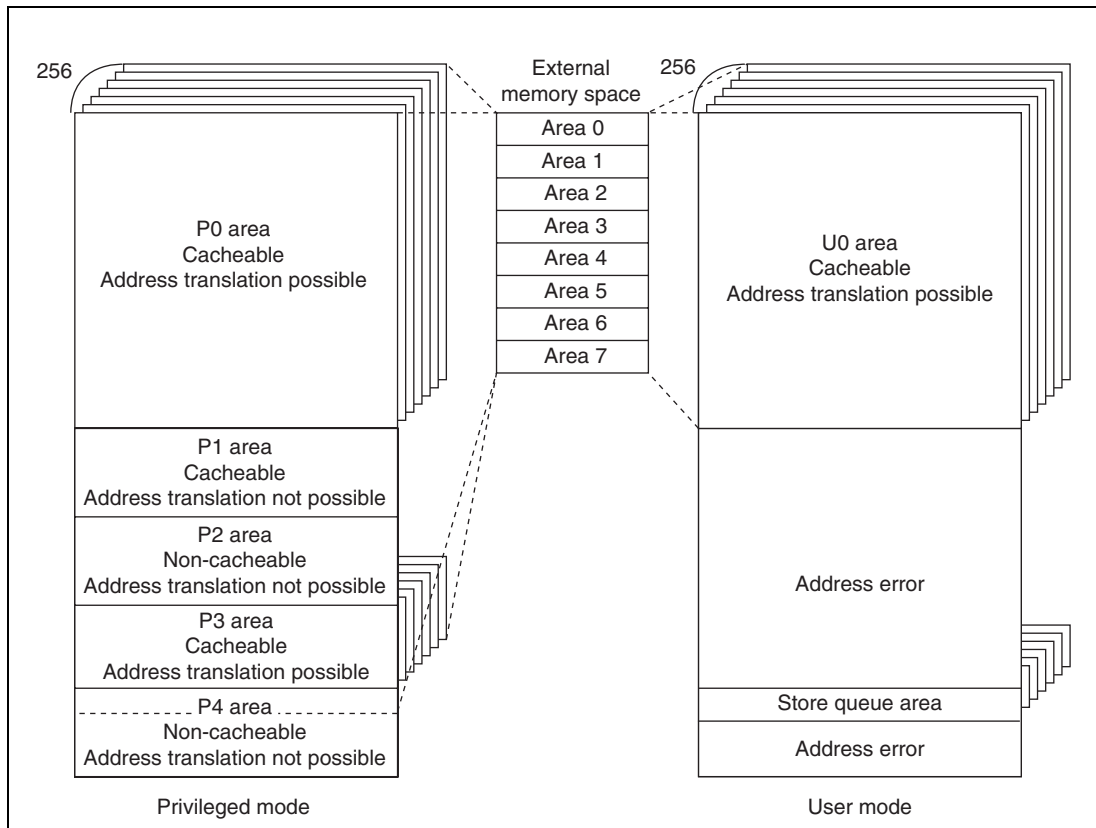 256
P0 area
Cacheable
Address translation possible
P1 area
Cacheable
Address translation not possible
P2 area
Non-cacheable
Address translation not possible
P3 area
Cacheable
Address translation possible
P4 area
Non-cacheable
Address translation not possible
Privileged mode
External
memory space
Area 0
Area 1
Area 2
Area 3
Area 4
Area 5
Area 6
Area 7
256
U0 area
Cacheable
Address translation possible
Address error
Store queue area
Address error
User mode